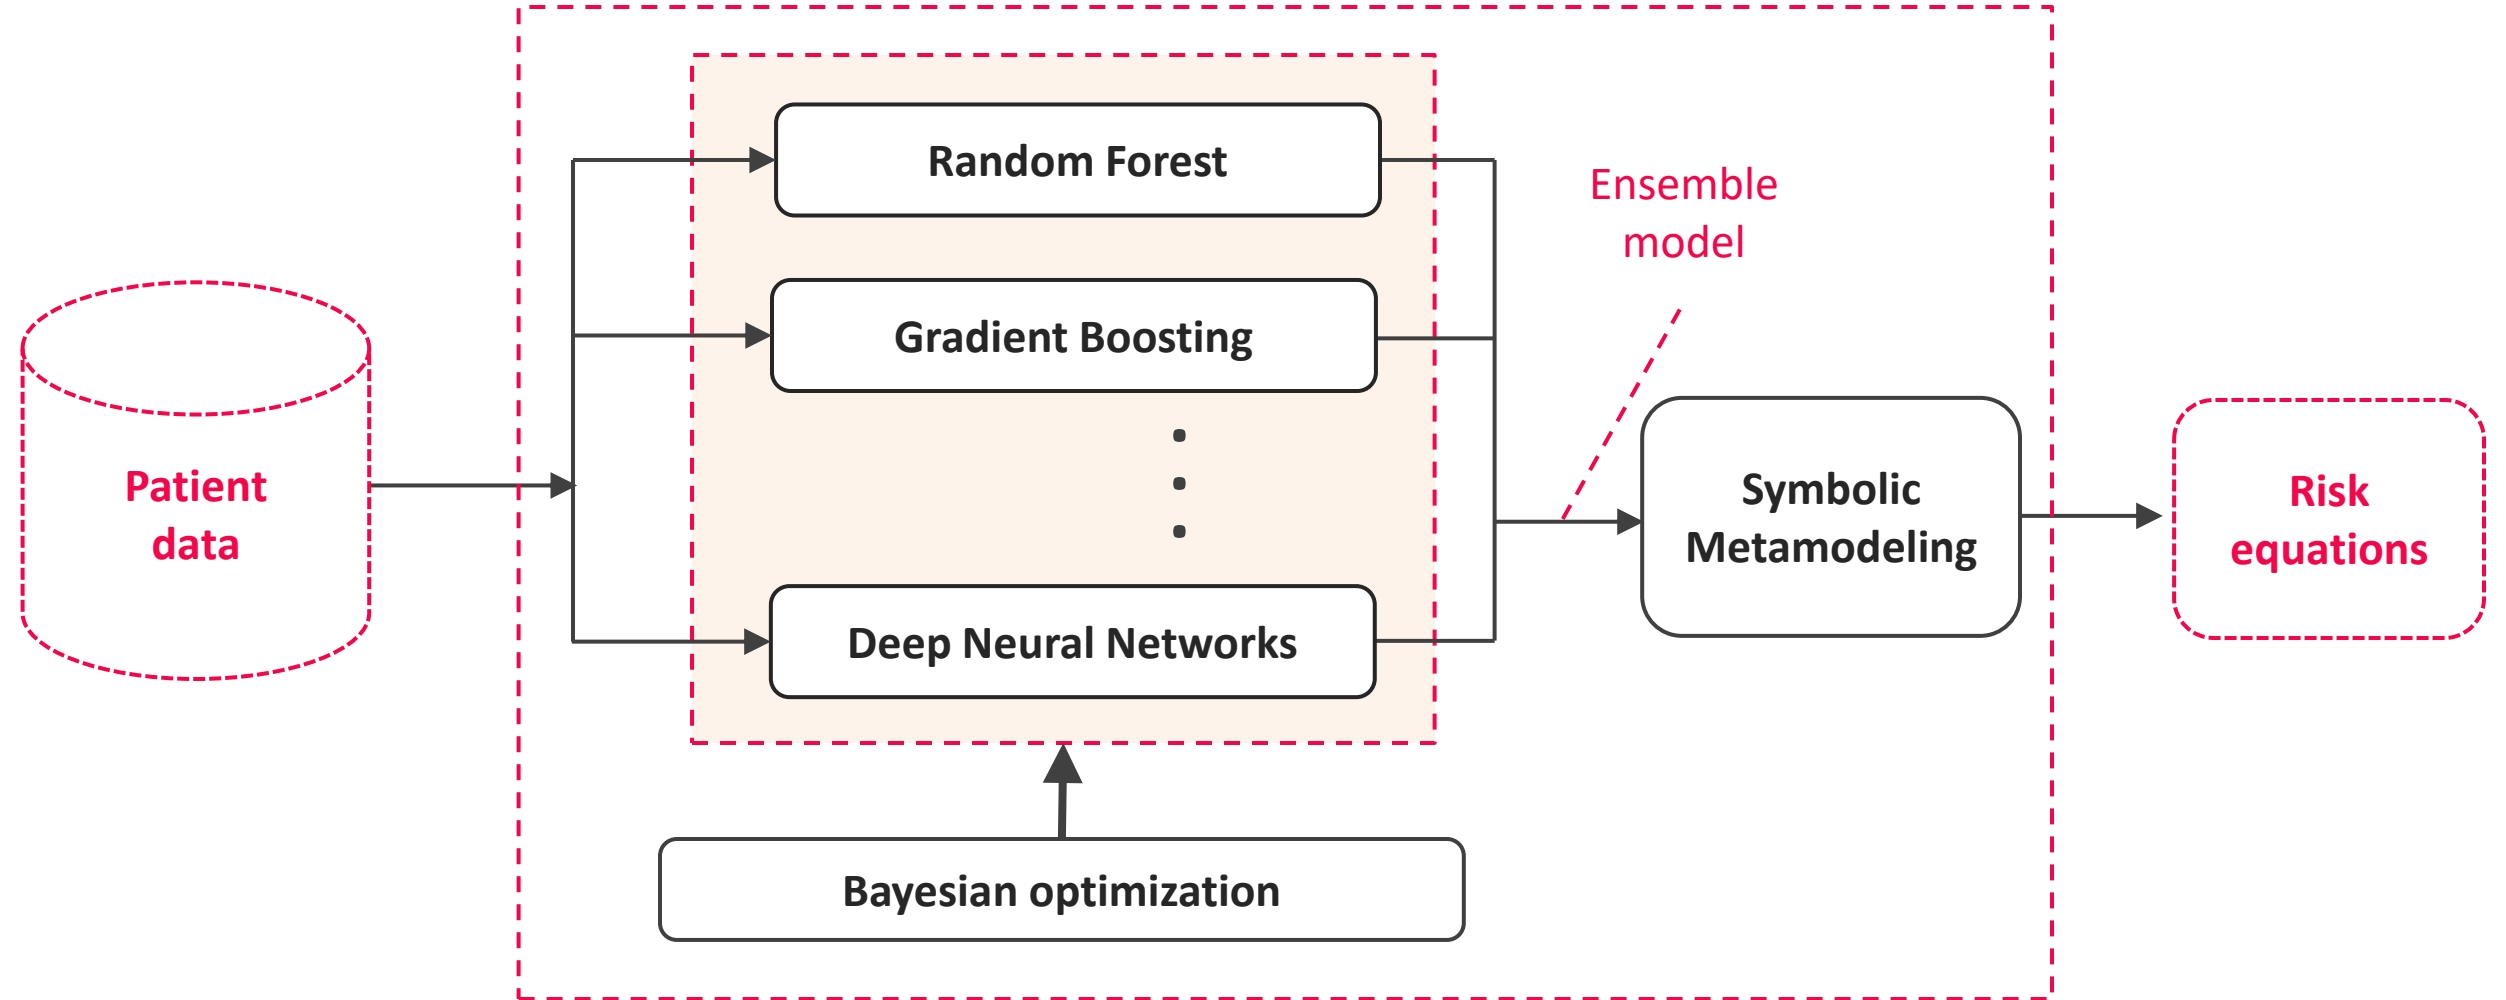 Patient
data
Random Forest
Gradient Boosting
Deep Neural Networks
Bayesian optimization
Ensemble
model
Symbolic
Metamodeling
Risk
equations